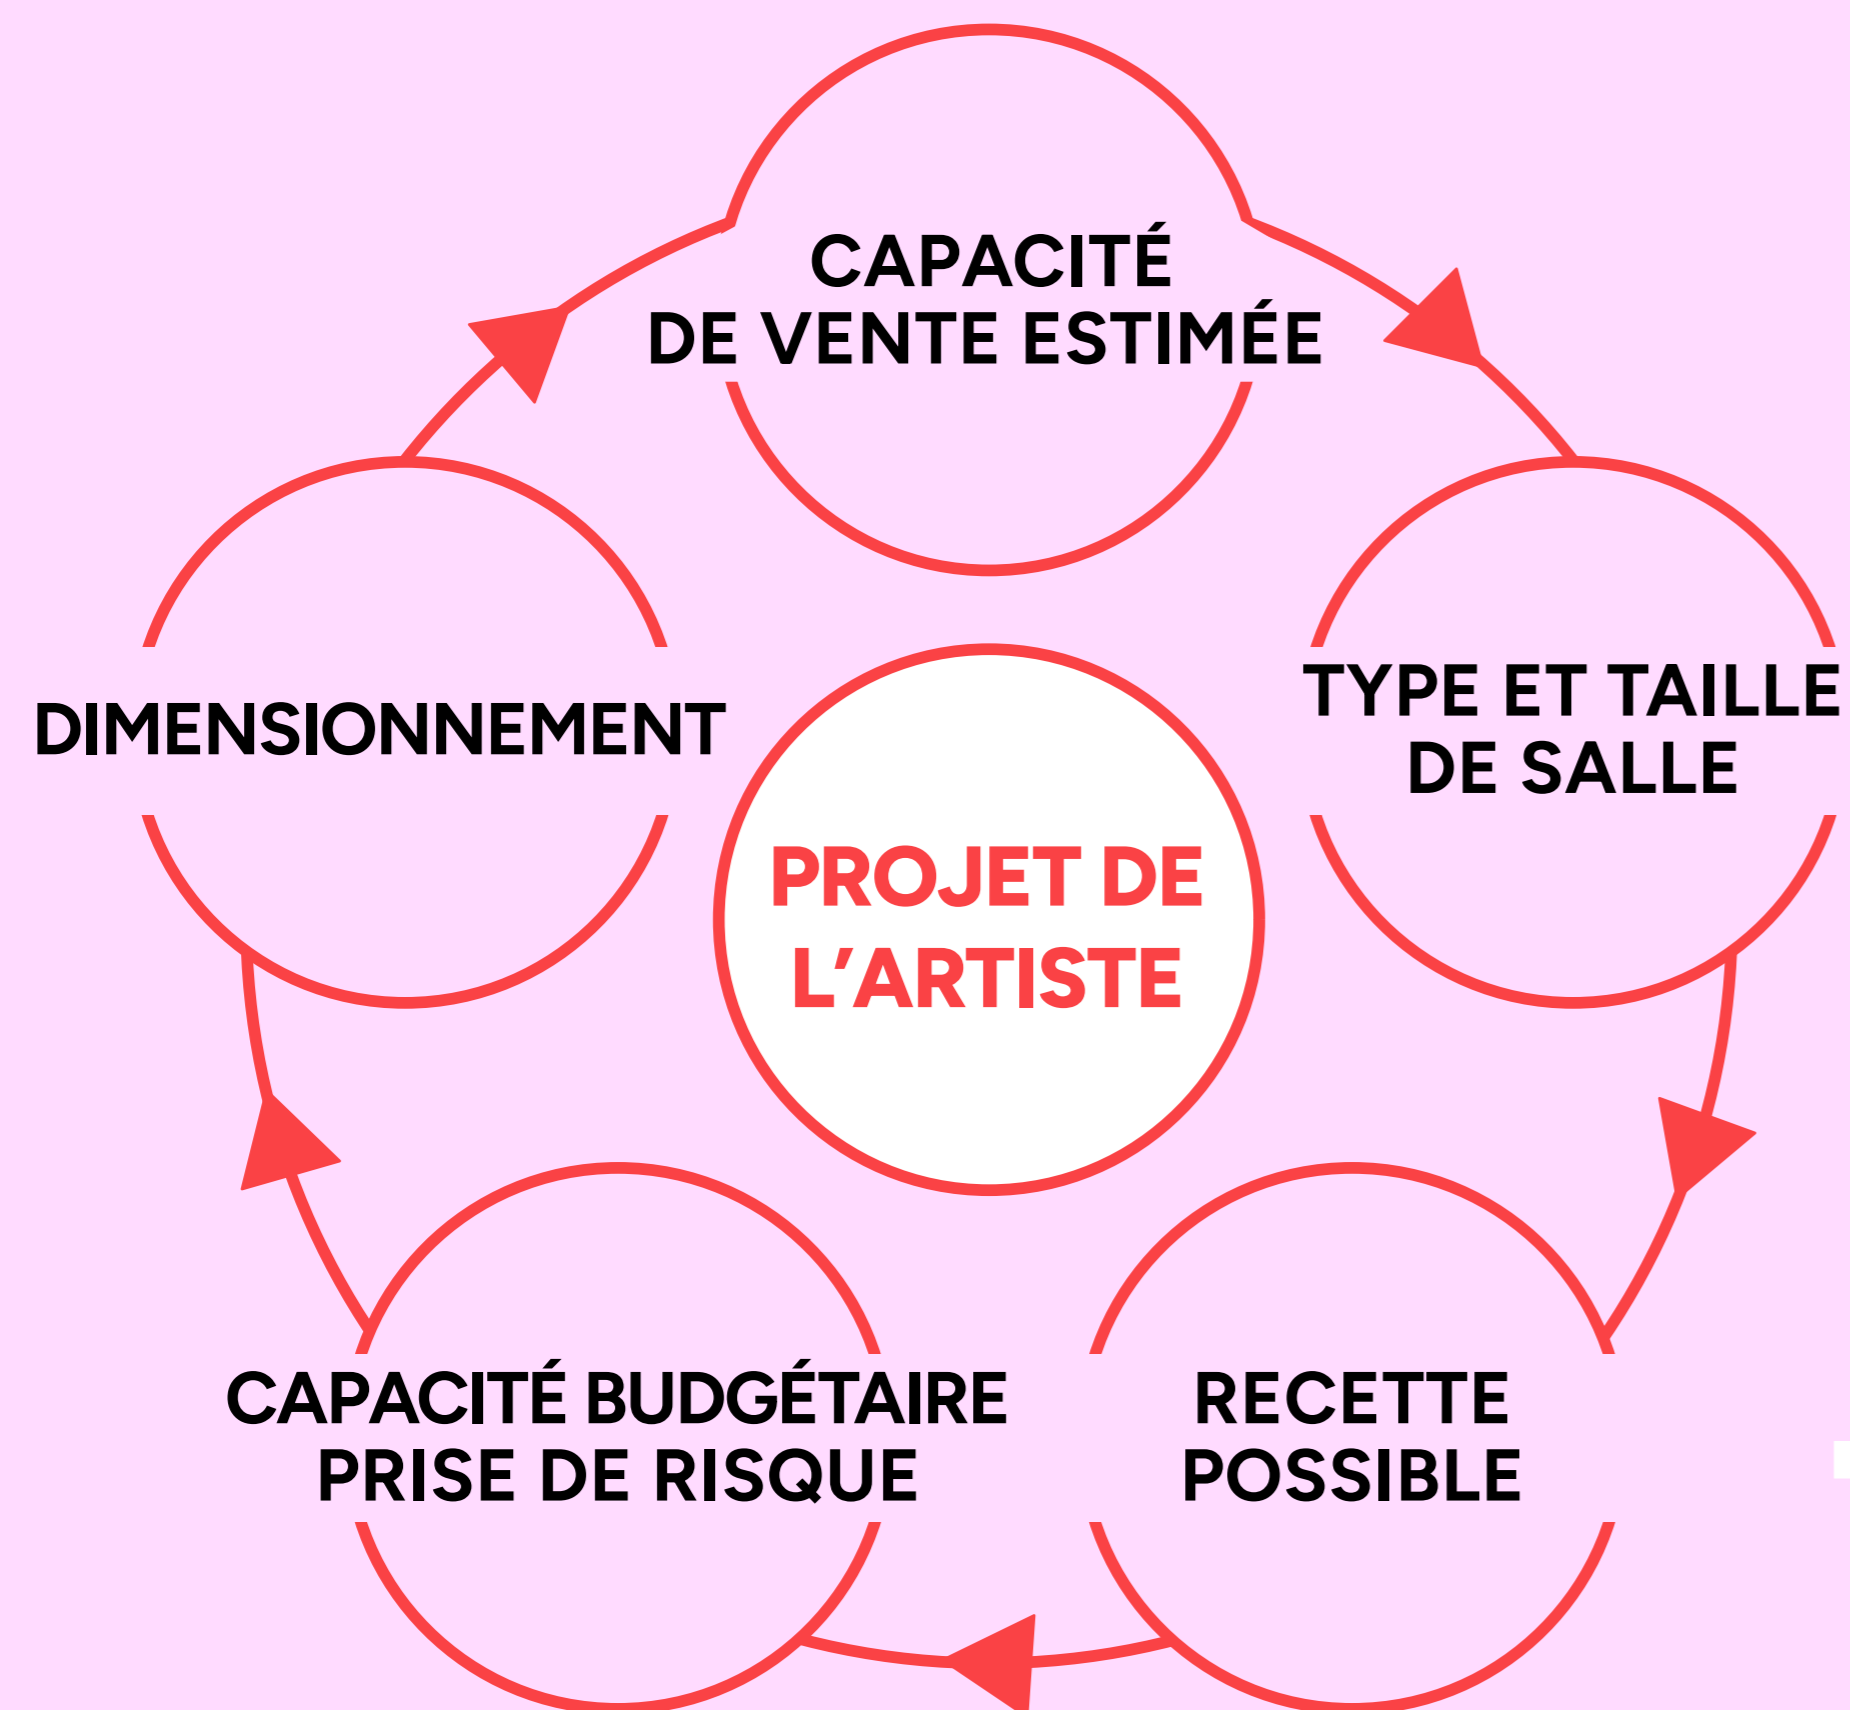 CAPACITÉ
DE VENTE ESTIMÉE
DIMENSIONNEMENT
TYPE ET TAILLE
DE SALLE
PROJET DE
L’ARTISTE
CAPACITÉ BUDGÉTAIRE
PRISE DE RISQUE
RECETTE
POSSIBLE